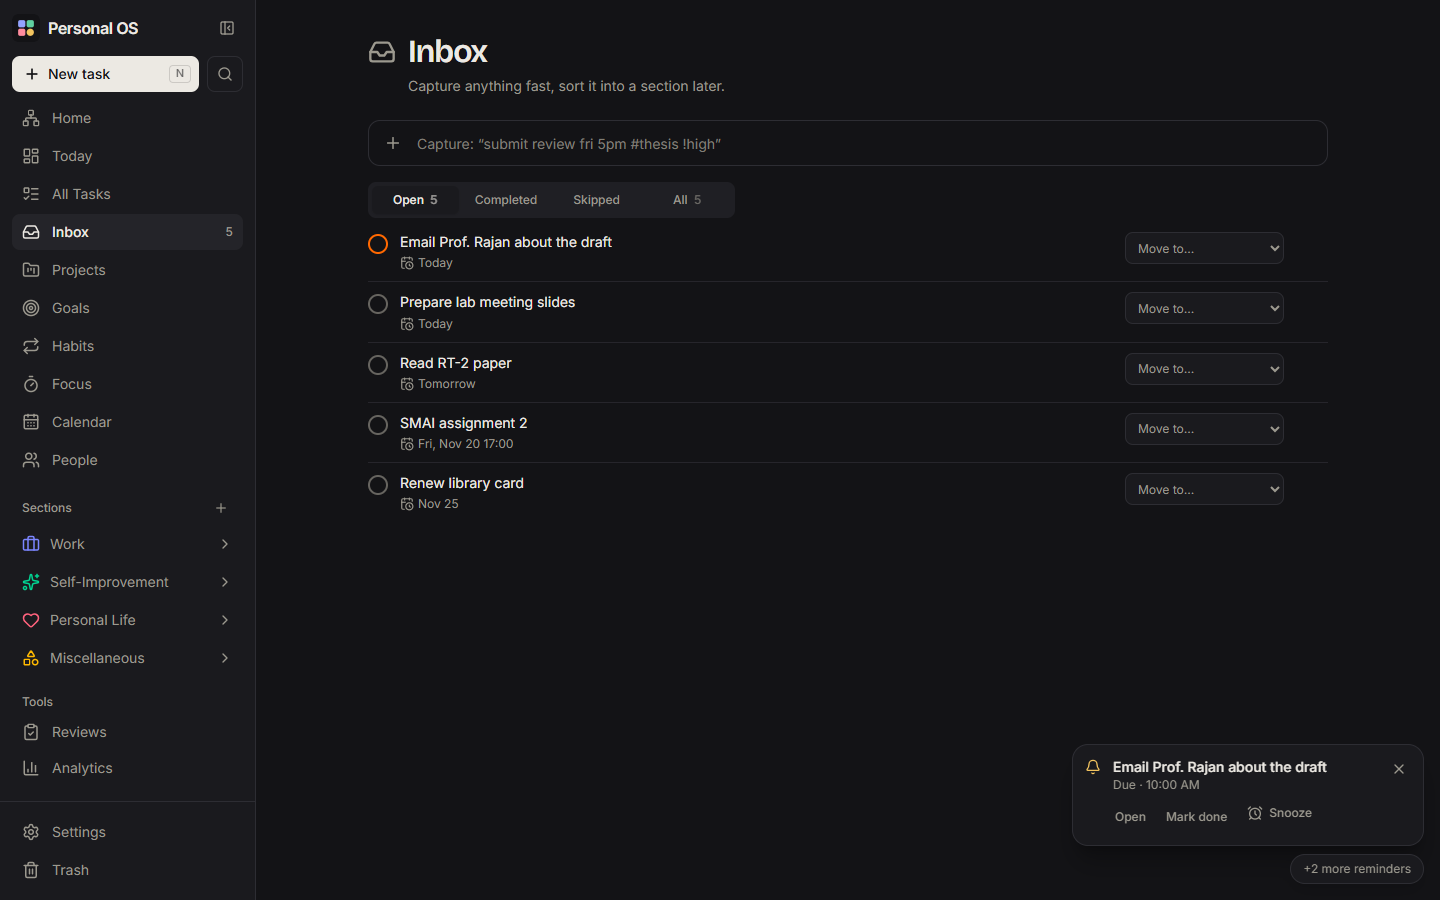 Personal OS
New task N
Home
Today
All Tasks
Inbox 5
Projects
Goals
Habits
Focus
Calendar
People
Sections
Work
Self-Improvement
Personal Life
Miscellaneous
Tools
Reviews
Analytics
Settings
Trash
Inbox
Capture anything fast, sort it into a section later.
Capture: “submit review fri 5pm #thesis !high”
Open 5 Completed Skipped All 5
Email Prof. Rajan about the draft
Today
Move to...
Prepare lab meeting slides
Today
Move to...
Read RT-2 paper
Tomorrow
Move to...
SMAI assignment 2
Fri, Nov 20 17:00
Move to...
Renew library card
Nov 25
Move to...
Email Prof. Rajan about the draft
Due · 10:00 AM
Open Mark done Snooze
+2 more reminders